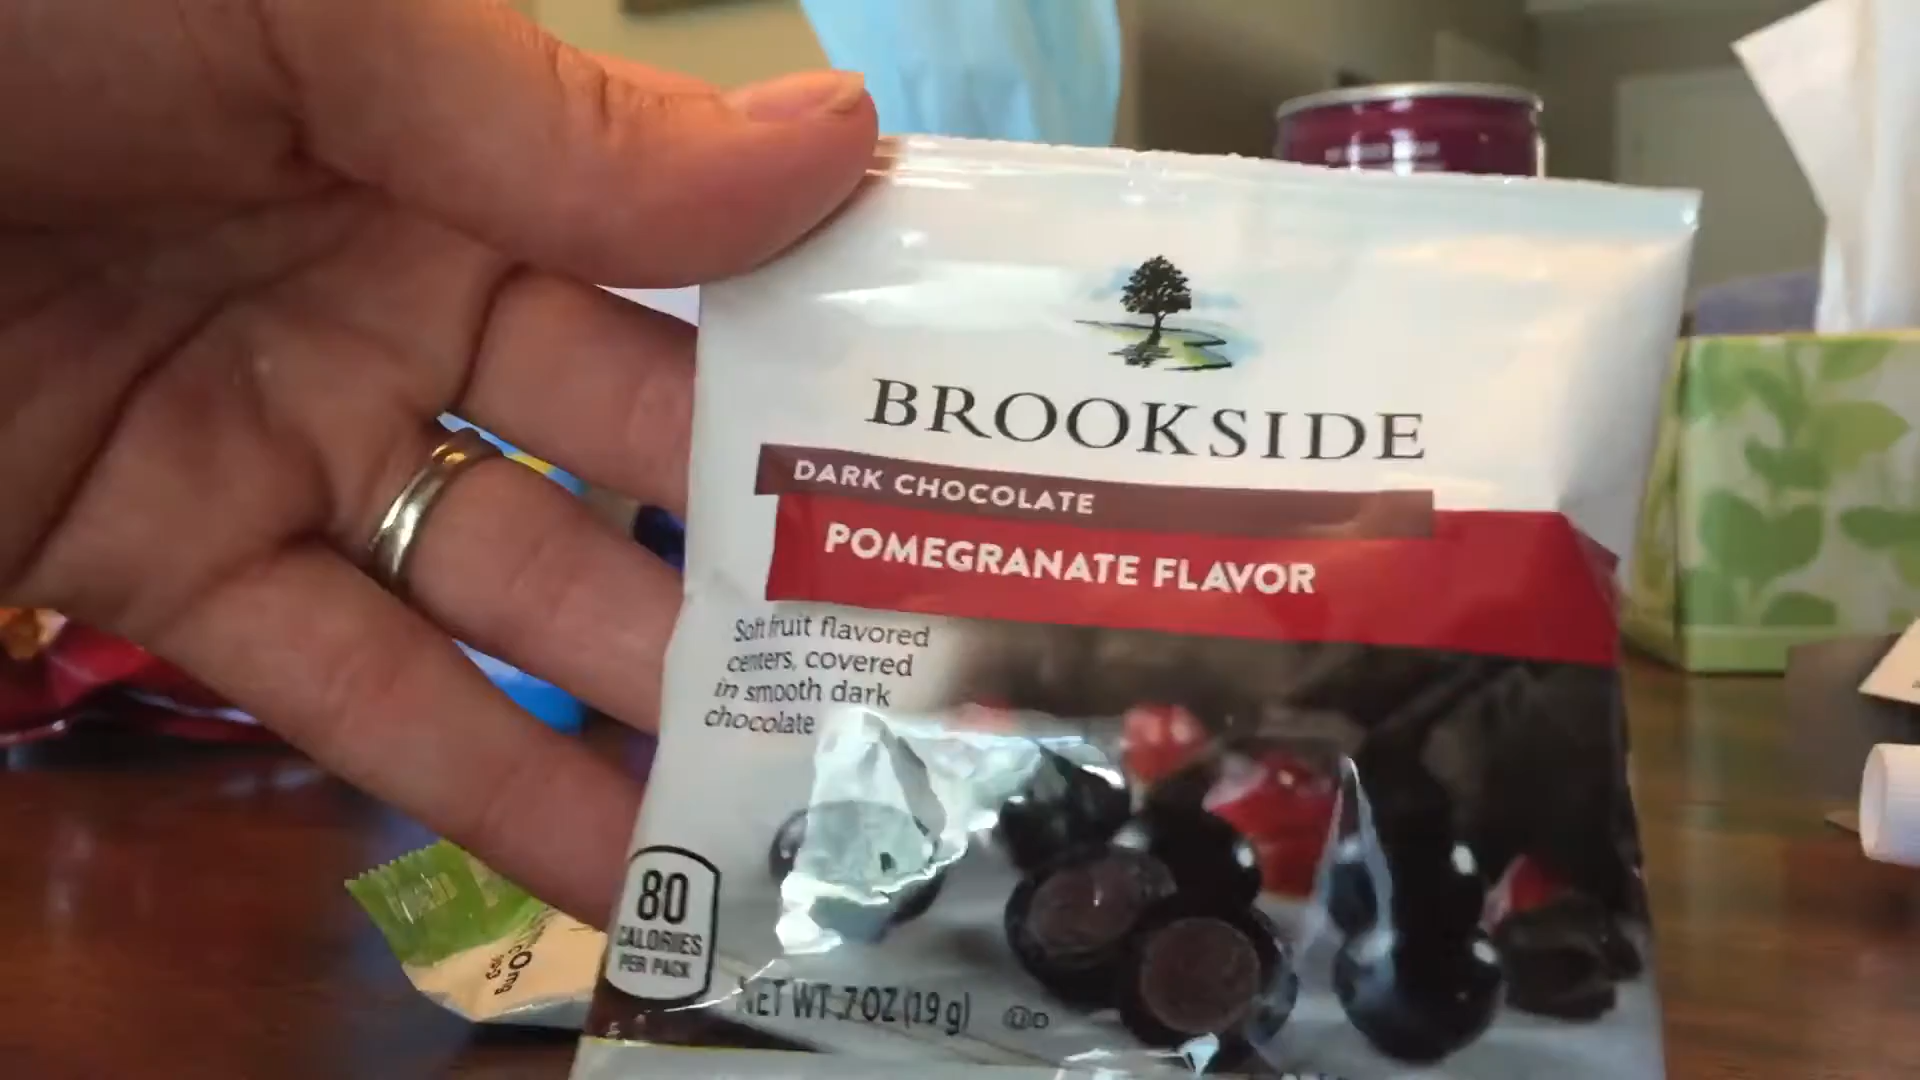 BROOKSIDE
DARK CHOCOLATE
POMEGRANATE FLAVOR
Soft fruit flavored
centers, covered
in smooth dark
chocolate
80
CALORIES
PER PACK
NET WT .7 OZ (19 g)
U D
0mg